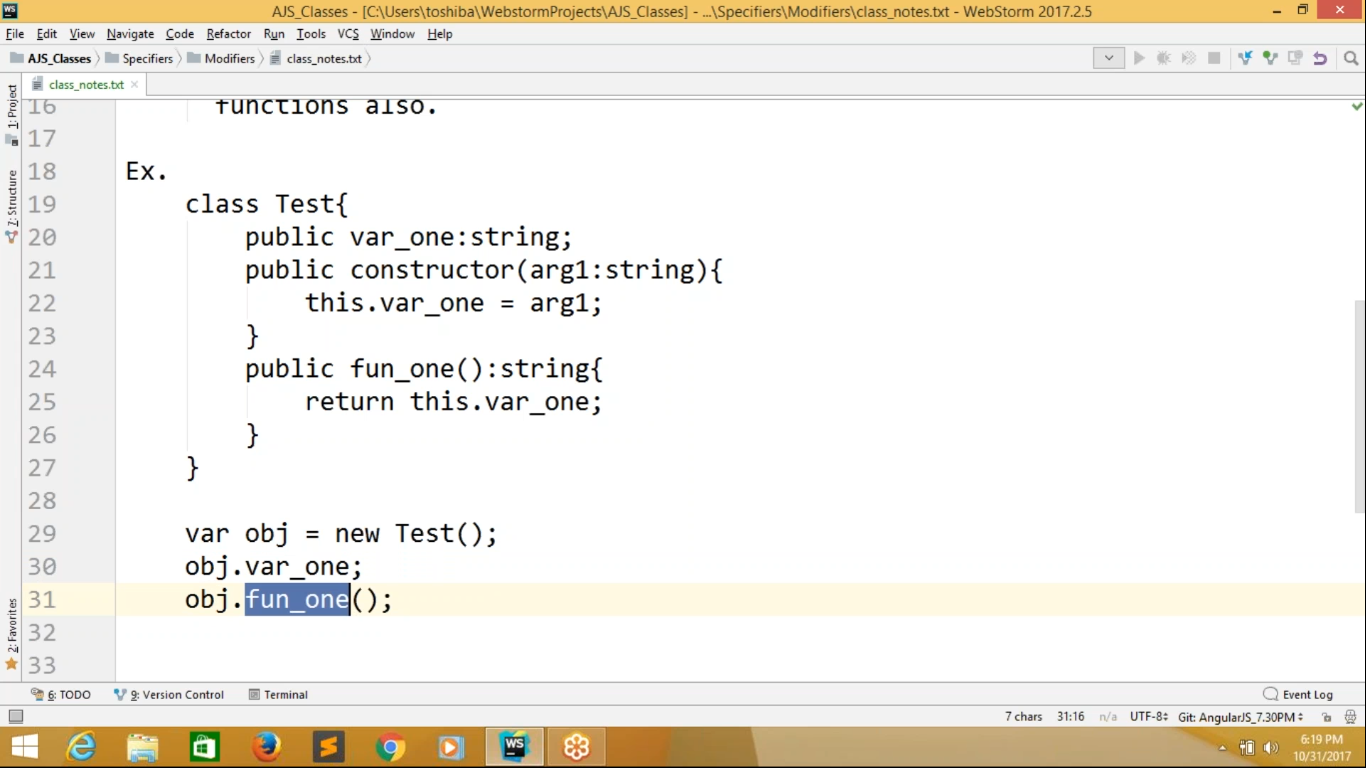 AJS_Classes - [C:\Users\toshiba\WebstormProjects\AJS_Classes] - ...\Specifiers\Modifiers\class_notes.txt - WebStorm 2017.2.5
File Edit View Navigate Code Refactor Run Tools VCS Window Help
AJS_Classes Specifiers Modifiers class_notes.txt
class_notes.txt
1: Project
7: Structure
2: Favorites
16 functions also.
17
18 Ex.
19 class Test{
20 public var_one:string;
21 public constructor(arg1:string){
22 this.var_one = arg1;
23 }
24 public fun_one():string{
25 return this.var_one;
26 }
27 }
28
29 var obj = new Test();
30 obj.var_one;
31 obj.fun_one();
32
33
6: TODO 9: Version Control Terminal Event Log
7 chars 31:16 n/a UTF-8 Git: AngularJS_7.30PM
WS
6:19 PM
10/31/2017